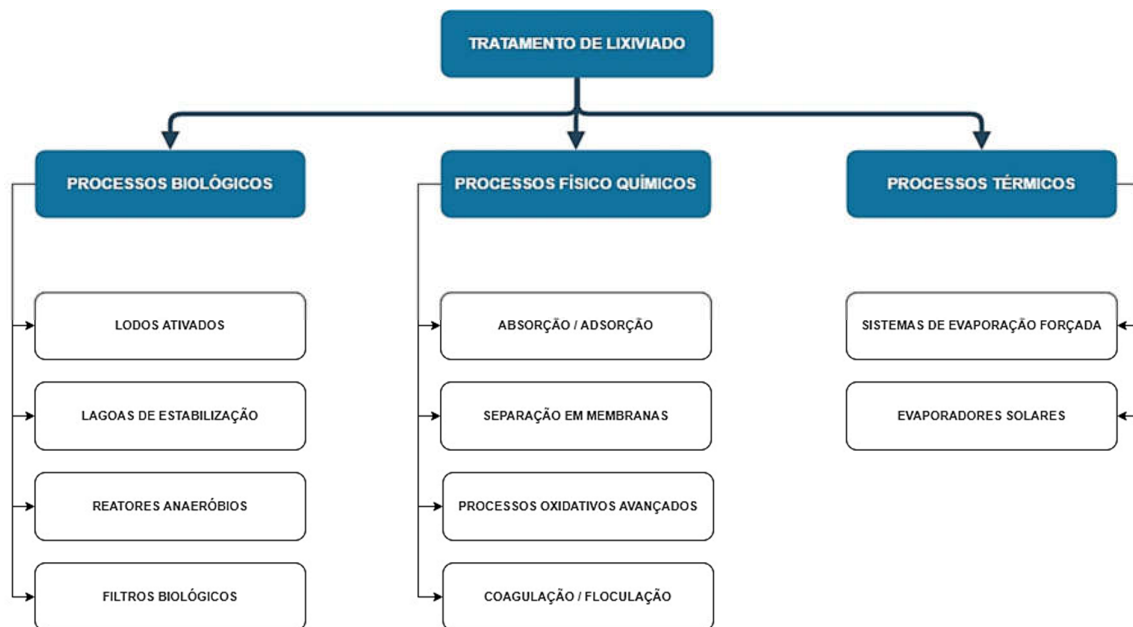 TRATAMENTO DE LIXIVIADO
PROCESSOS BIOLÓGICOS
PROCESSOS FÍSICO QUÍMICOS
PROCESSOS TÉRMICOS
LODOS ATIVADOS
ABSORÇÃO / ADSORÇÃO
SISTEMAS DE EVAPORAÇÃO FORÇADA
LAGOAS DE ESTABILIZAÇÃO
SEPARAÇÃO EM MEMBRANAS
EVAPORADORES SOLARES
REATORES ANAERÓBIOS
PROCESSOS OXIDATIVOS AVANÇADOS
FILTROS BIOLÓGICOS
COAGULAÇÃO / FLOCULAÇÃO